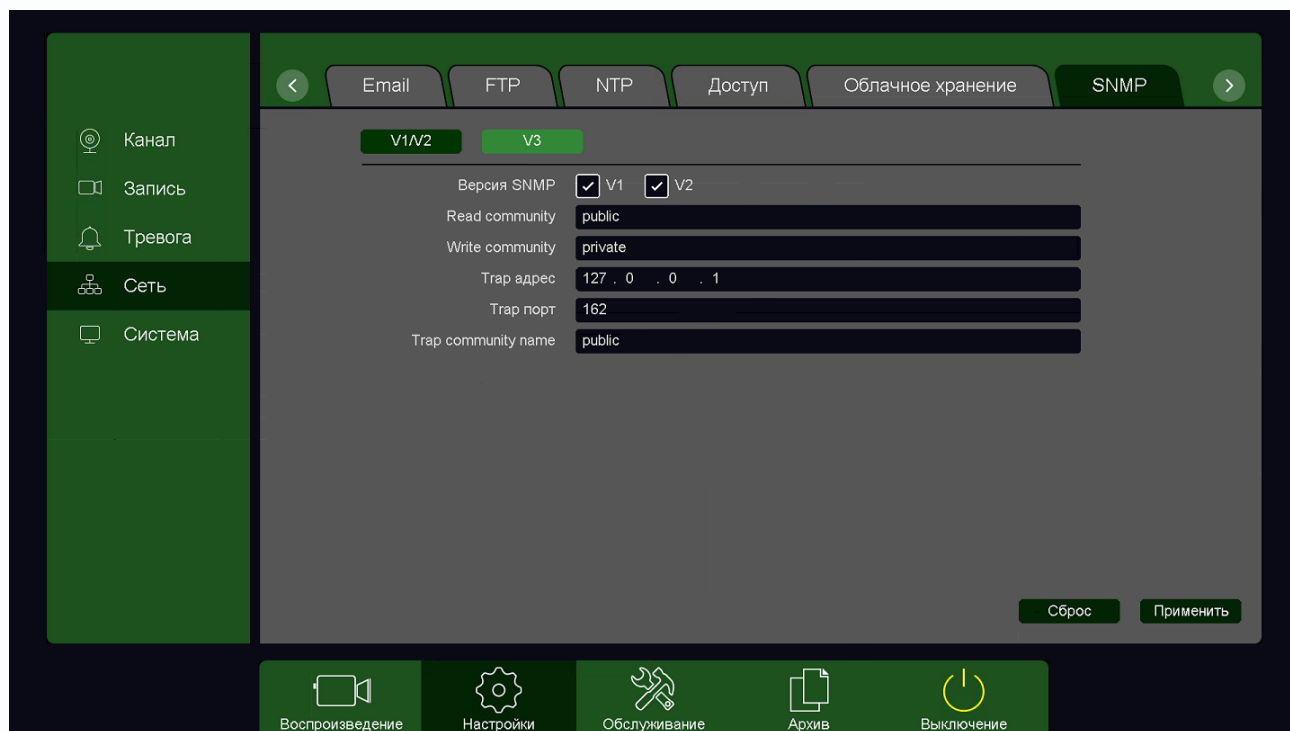 Email FTP NTP Доступ Облачное хранение SNMP
Канал
Запись
Тревога
Сеть
Система
V1/V2 V3
Версия SNMP V1 V2
Read community public
Write community private
Trap адрес 127 . 0 . 0 . 1
Trap порт 162
Trap community name public
Сброс Применить
Воспроизведение Настройки Обслуживание Архив Выключение